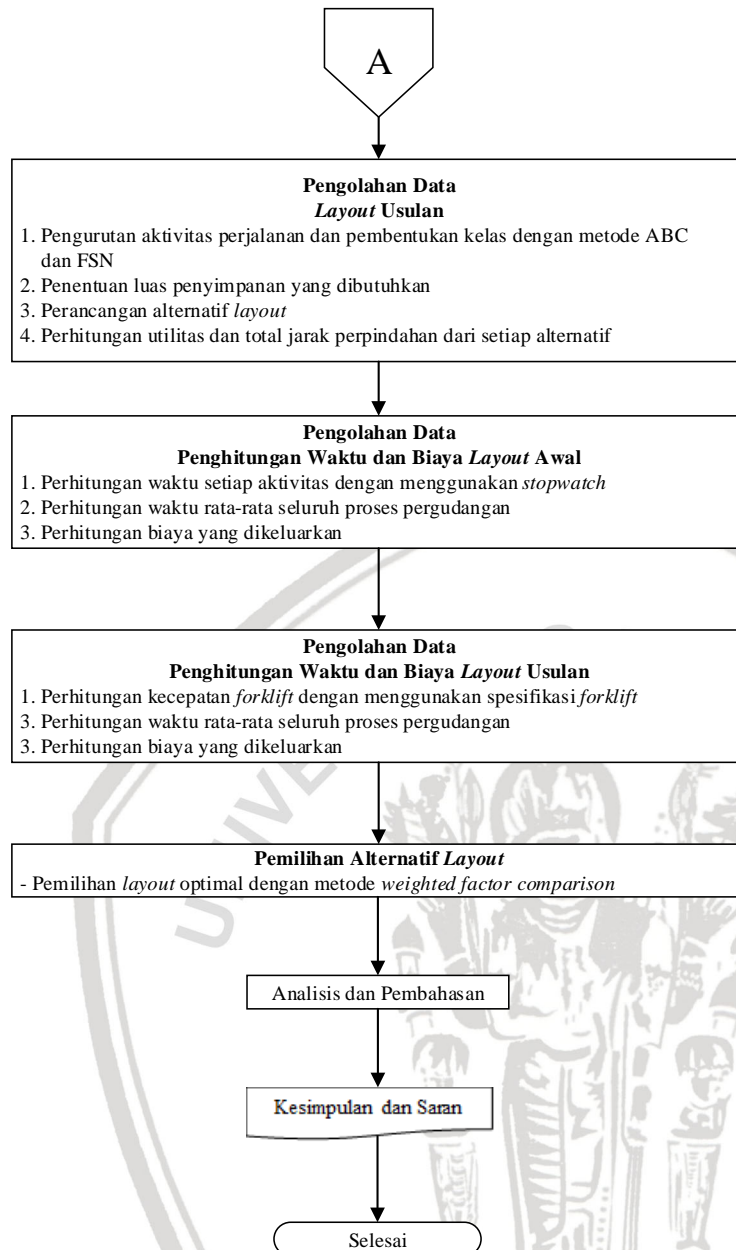 A
Pengolahan Data
Layout Usulan
1. Pengurutan aktivitas perjalanan dan pembentukan kelas dengan metode ABC
dan FSN
2. Penentuan luas penyimpanan yang dibutuhkan
3. Perancangan alternatif layout
4. Perhitungan utilitas dan total jarak perpindahan dari setiap alternatif
Pengolahan Data
Penghitungan Waktu dan Biaya Layout Awal
1. Perhitungan waktu setiap aktivitas dengan menggunakan stopwatch
2. Perhitungan waktu rata-rata seluruh proses pergudangan
3. Perhitungan biaya yang dikeluarkan
Pengolahan Data
Penghitungan Waktu dan Biaya Layout Usulan
1. Perhitungan kecepatan forklift dengan menggunakan spesifikasi forklift
3. Perhitungan waktu rata-rata seluruh proses pergudangan
3. Perhitungan biaya yang dikeluarkan
Pemilihan Alternatif Layout
- Pemilihan layout optimal dengan metode weighted factor comparison
Analisis dan Pembahasan
Kesimpulan dan Saran
Selesai